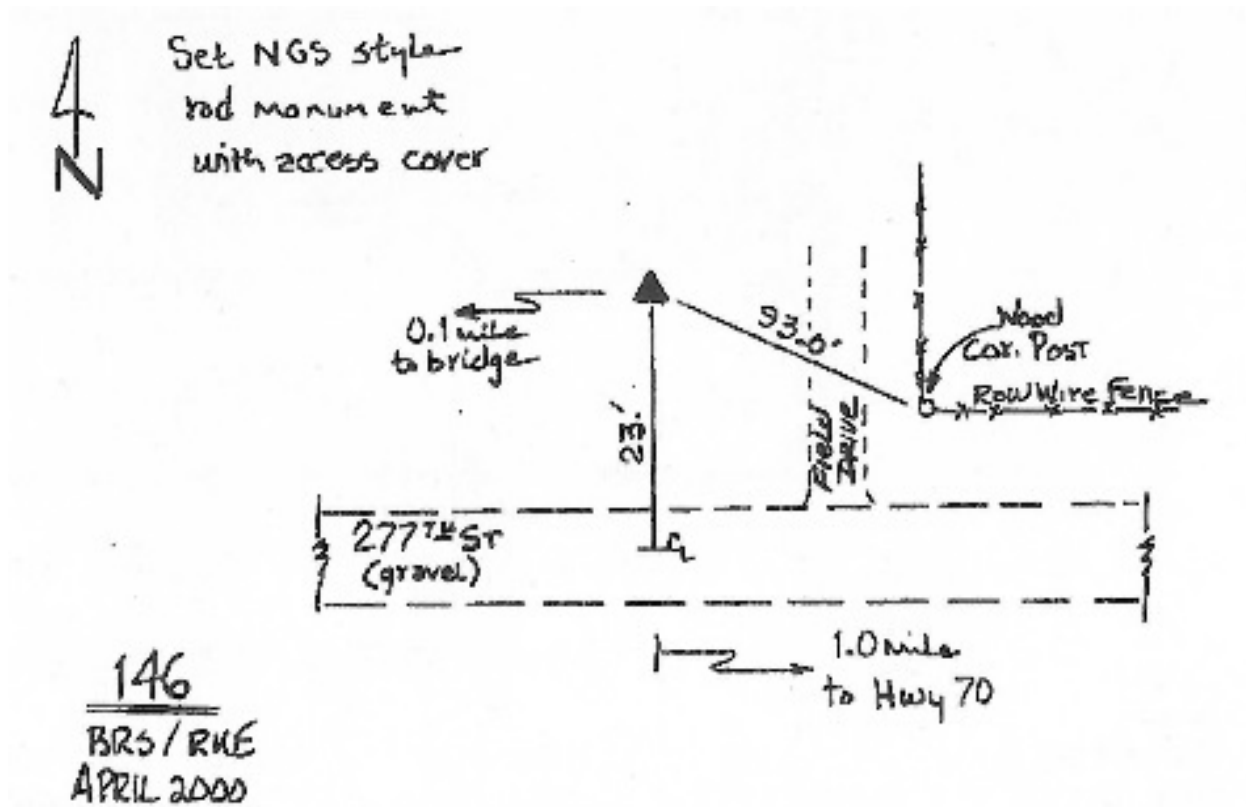 Set NGS style
rod monument
with access cover
N
0.1 mile
to bridge
93.0'
Wood
Cor. Post
Row Wire Fence
23.'
FIELD
DRIVE
277TH ST
(gravel)
CL
1.0 mile
to Hwy 70
146
BRS / RKE
APRIL 2000